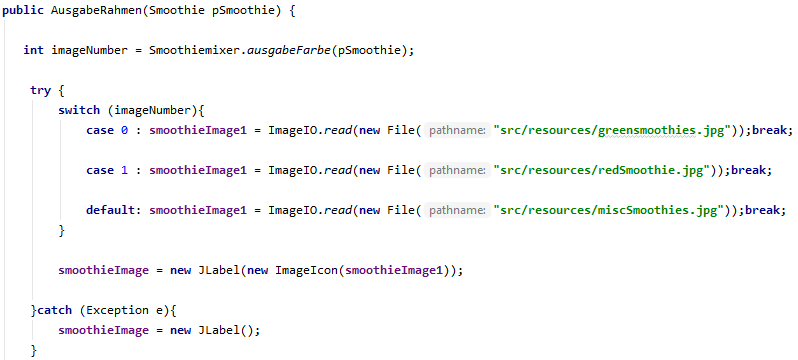 public AusgabeRahmen(Smoothie pSmoothie) {
int imageNumber = Smoothiemixer.ausgabeFarbe(pSmoothie);
try {
switch (imageNumber){
case 0 : smoothieImage1 = ImageIO.read(new File( pathname: "src/resources/greensmoothies.jpg"));break;
case 1 : smoothieImage1 = ImageIO.read(new File( pathname: "src/resources/redSmoothie.jpg"));break;
default: smoothieImage1 = ImageIO.read(new File( pathname: "src/resources/miscSmoothies.jpg"));break;
}
smoothieImage = new JLabel(new ImageIcon(smoothieImage1));
}catch (Exception e){
smoothieImage = new JLabel();
}